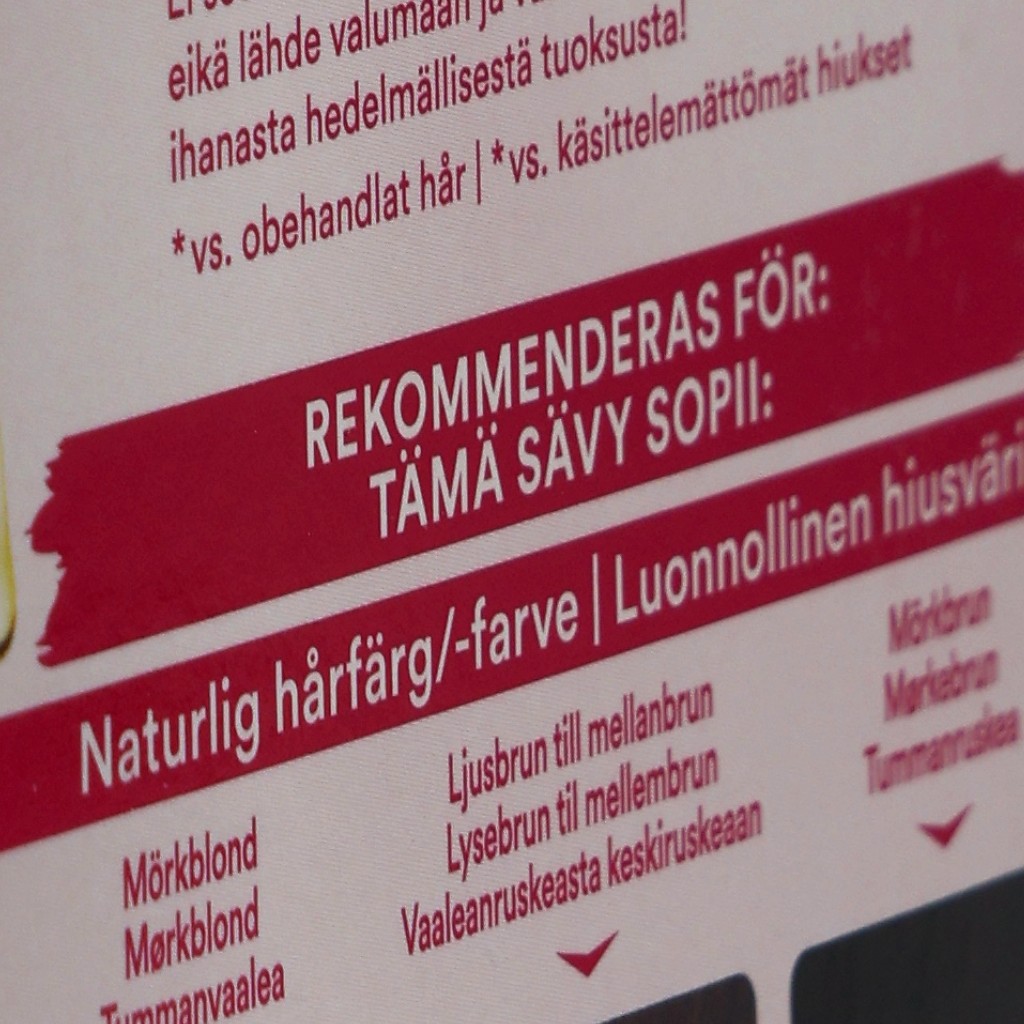 eikä lähde valumaan ja
ihanasta hedelmällisestä tuoksusta!
*vs. obehandlat hår | *vs. käsittelemättömät hiukset
REKOMMENDERAS FÖR:
TÄMÄ SÄVY SOPII:
Naturlig hårfärg/-farve | Luonnollinen hiusväri
Mörkblond
Mørkblond
Tummanvaalea
Ljusbrun till mellanbrun
Lysebrun til mellembrun
Vaaleanruskeasta keskiruskeaan
Mörkbrun
Mørkebrun
Tummanruskea